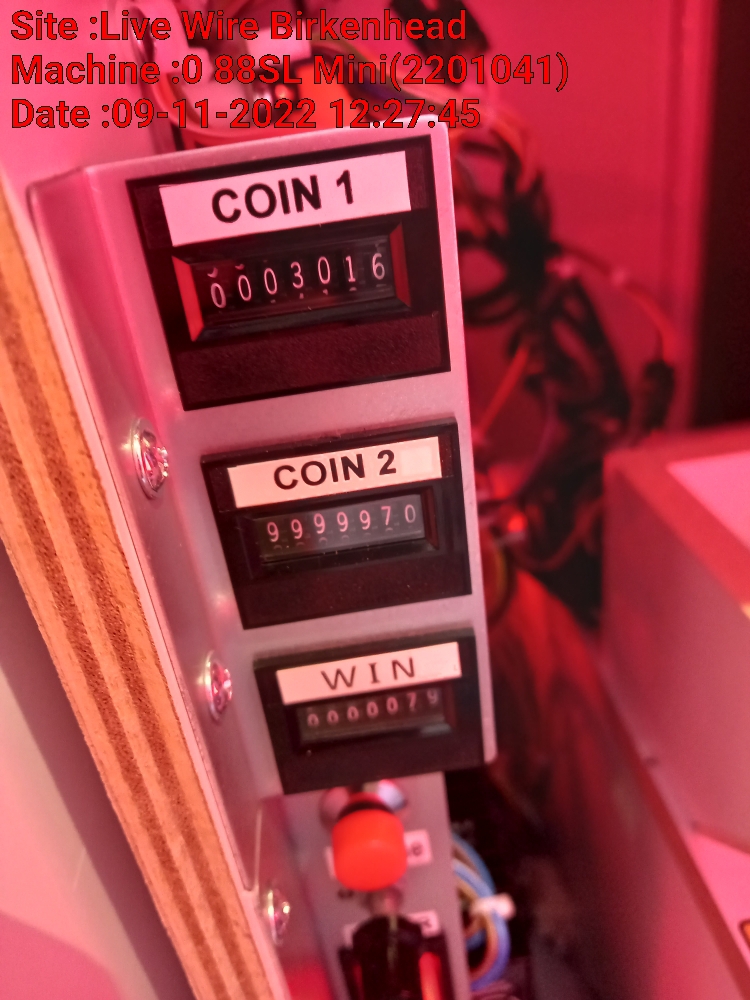 Site :Live Wire Birkenhead
Machine :0 88SL Mini(2201041)
Date :09-11-2022 12:27:45
COIN 1
0003016
COIN 2
9999970
WIN
0000079